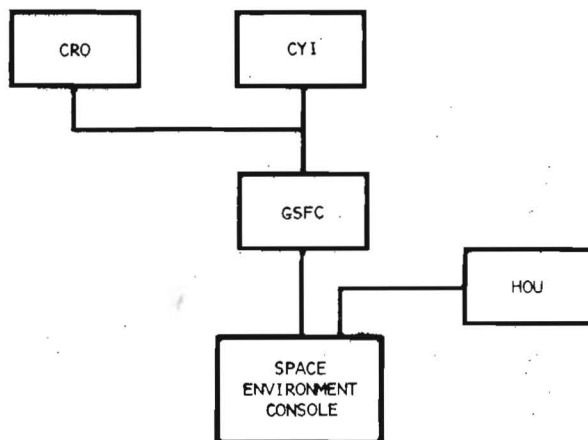 CRO
CYI
GSFC
HOU
SPACE
ENVIRONMENT
CONSOLE